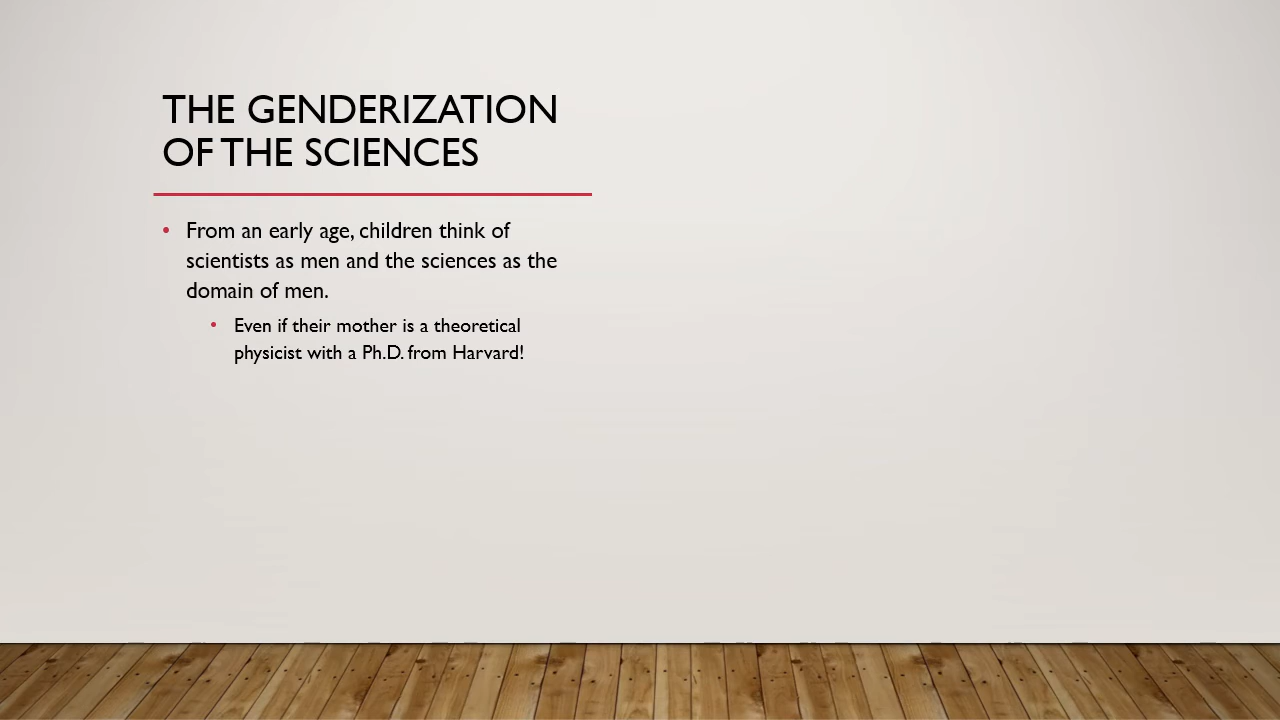 THE GENDERIZATION
OF THE SCIENCES
• From an early age, children think of
scientists as men and the sciences as the
domain of men.
• Even if their mother is a theoretical
physicist with a Ph.D. from Harvard!